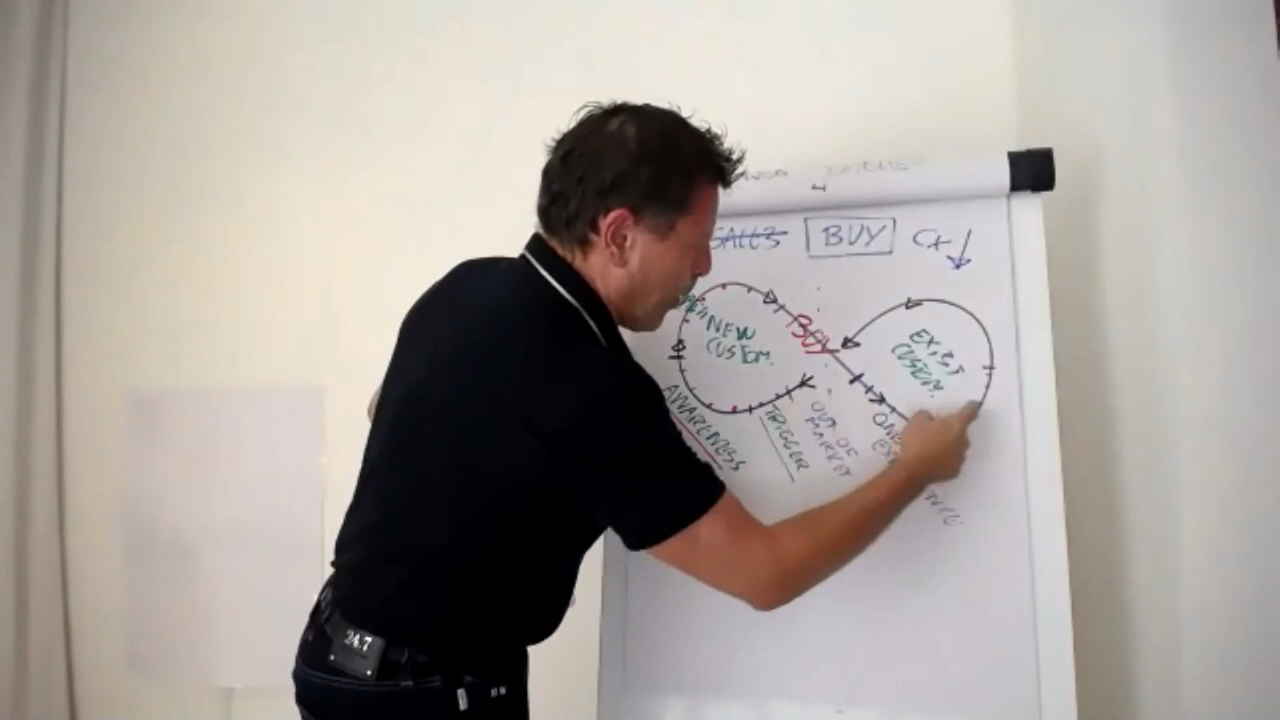 SALES BUY CX
BUY
NEW
CUSTOM.
EXIST
CUSTOM.
AWARENESS
TRIGGER
OUT OF
MARKET
24.7